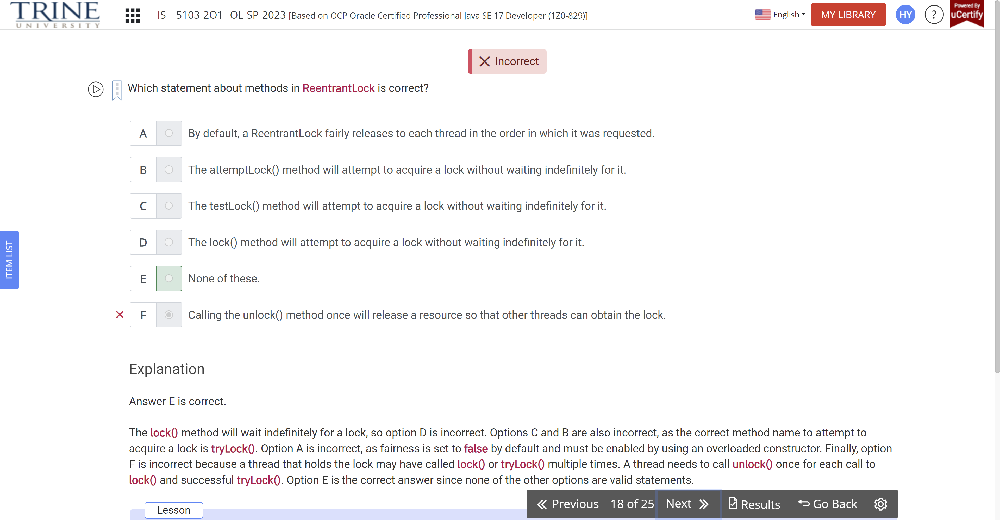 TRINE
UNIVERSITY
IS---5103-2O1--OL-SP-2023 [Based on OCP Oracle Certified Professional Java SE 17 Developer (1Z0-829)]
English
MY LIBRARY
HY
?
Powered By
uCertify
Incorrect
Which statement about methods in ReentrantLock is correct?
A By default, a ReentrantLock fairly releases to each thread in the order in which it was requested.
B The attemptLock() method will attempt to acquire a lock without waiting indefinitely for it.
C The testLock() method will attempt to acquire a lock without waiting indefinitely for it.
D The lock() method will attempt to acquire a lock without waiting indefinitely for it.
ITEM LIST
E None of these.
F Calling the unlock() method once will release a resource so that other threads can obtain the lock.
Explanation
Answer E is correct.
The lock() method will wait indefinitely for a lock, so option D is incorrect. Options C and B are also incorrect, as the correct method name to attempt to
acquire a lock is tryLock(). Option A is incorrect, as fairness is set to false by default and must be enabled by using an overloaded constructor. Finally, option
F is incorrect because a thread that holds the lock may have called lock() or tryLock() multiple times. A thread needs to call unlock() once for each call to
lock() and successful tryLock(). Option E is the correct answer since none of the other options are valid statements.
Previous 18 of 25 Next Results Go Back
Lesson